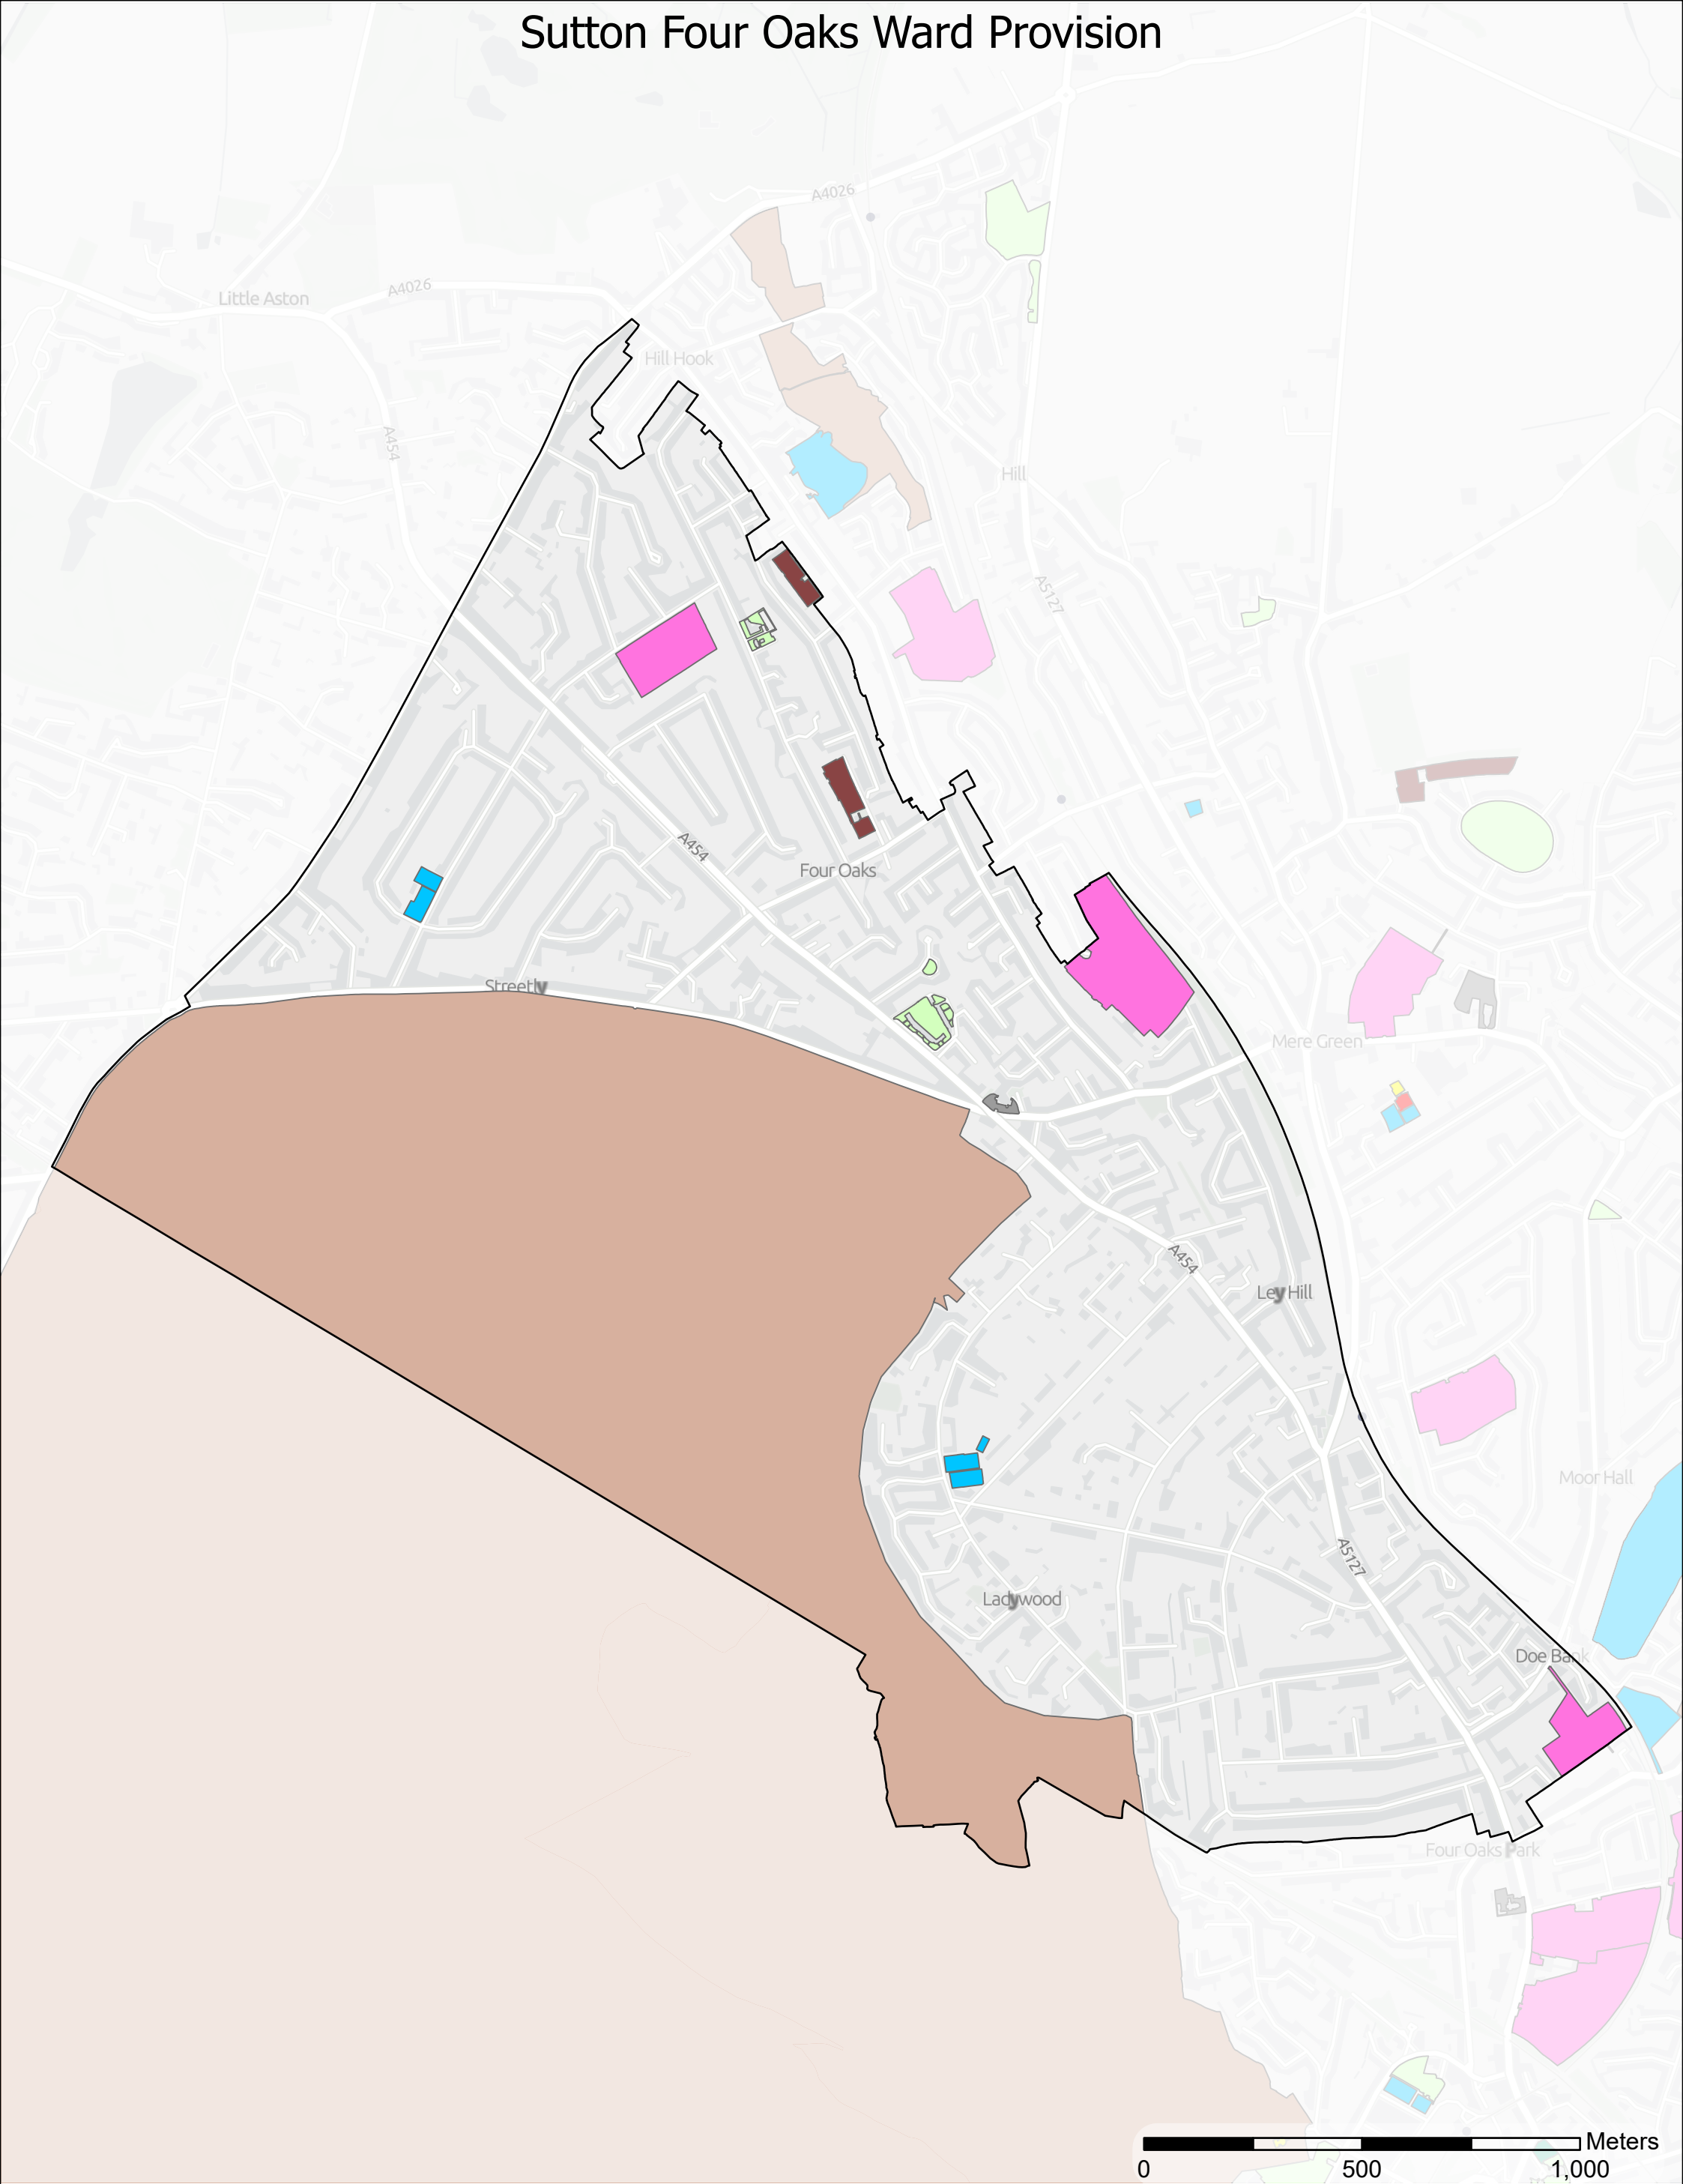 Sutton Four Oaks Ward Provision
A4026
A4026
Little Aston
Hill Hook
A454
Hill
A5127
A454
Four Oaks
Streetly
Mere Green
A454
Ley Hill
Moor Hall
A5127
Ladywood
Doe Bank
Four Oaks Park
Meters
0 500 1,000